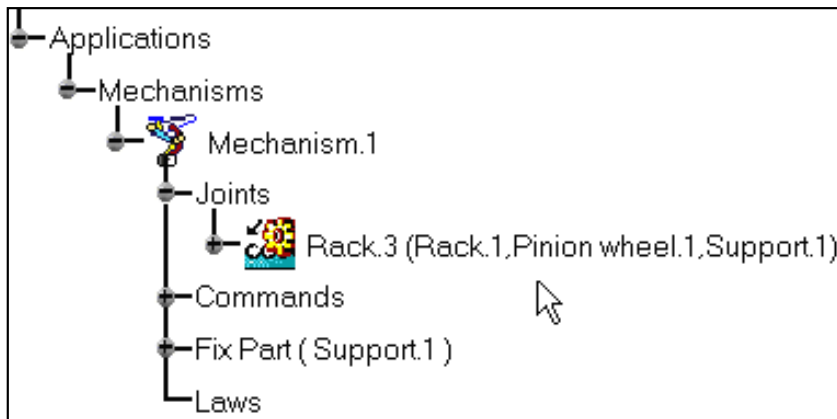 Applications
Mechanisms
Mechanism.1
Joints
Rack.3 (Rack.1,Pinion wheel.1,Support.1)
Commands
Fix Part ( Support.1 )
Laws